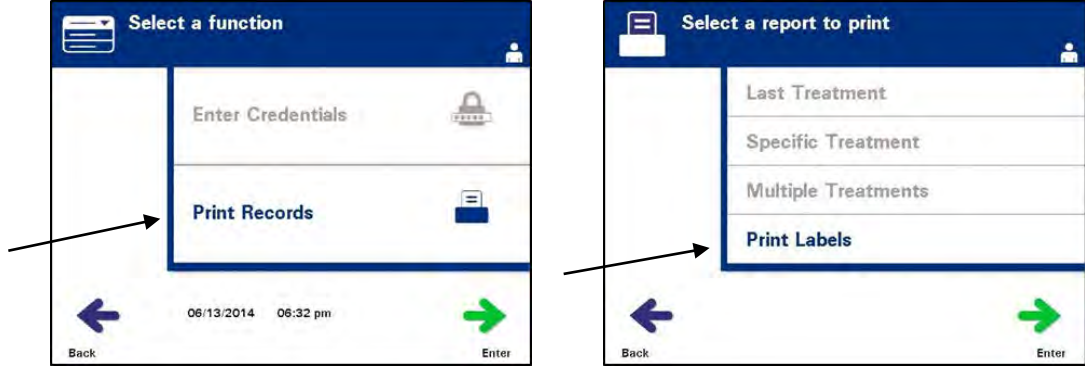 Select a function
Enter Credentials
Print Records
06/13/2014 06:32 pm
Back
Enter
Select a report to print
Last Treatment
Specific Treatment
Multiple Treatments
Print Labels
Back
Enter